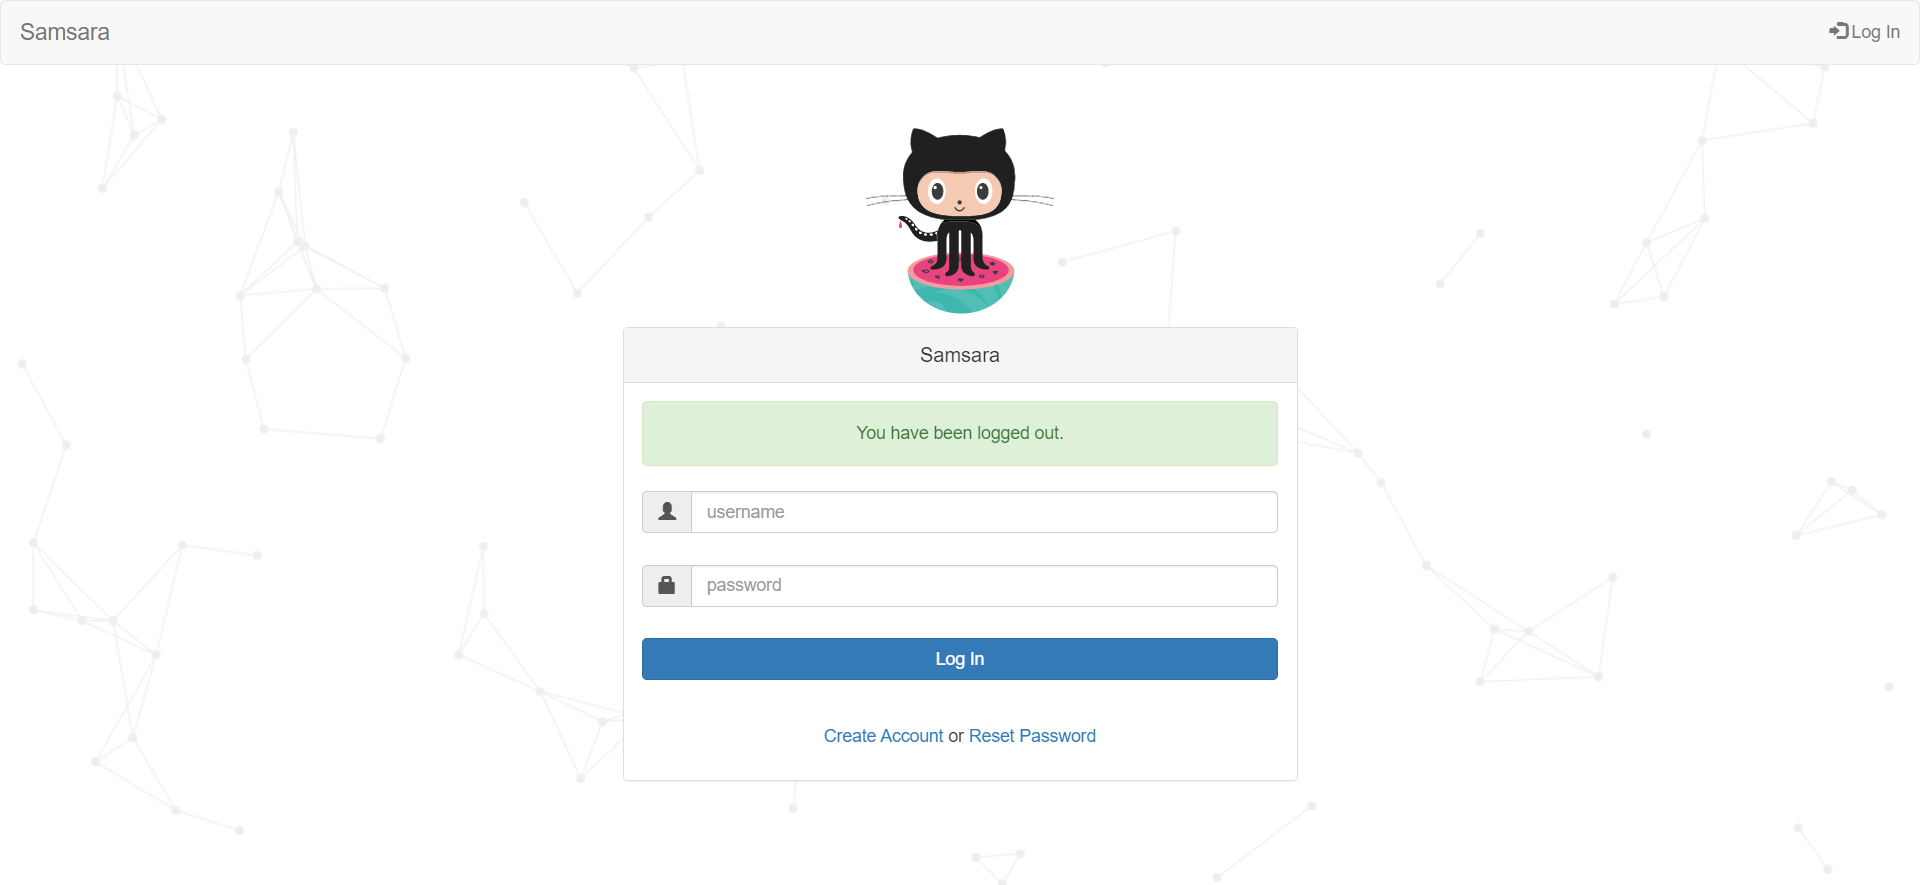 Samsara
Log In
Samsara
You have been logged out.
username
password
Log In
Create Account or Reset Password